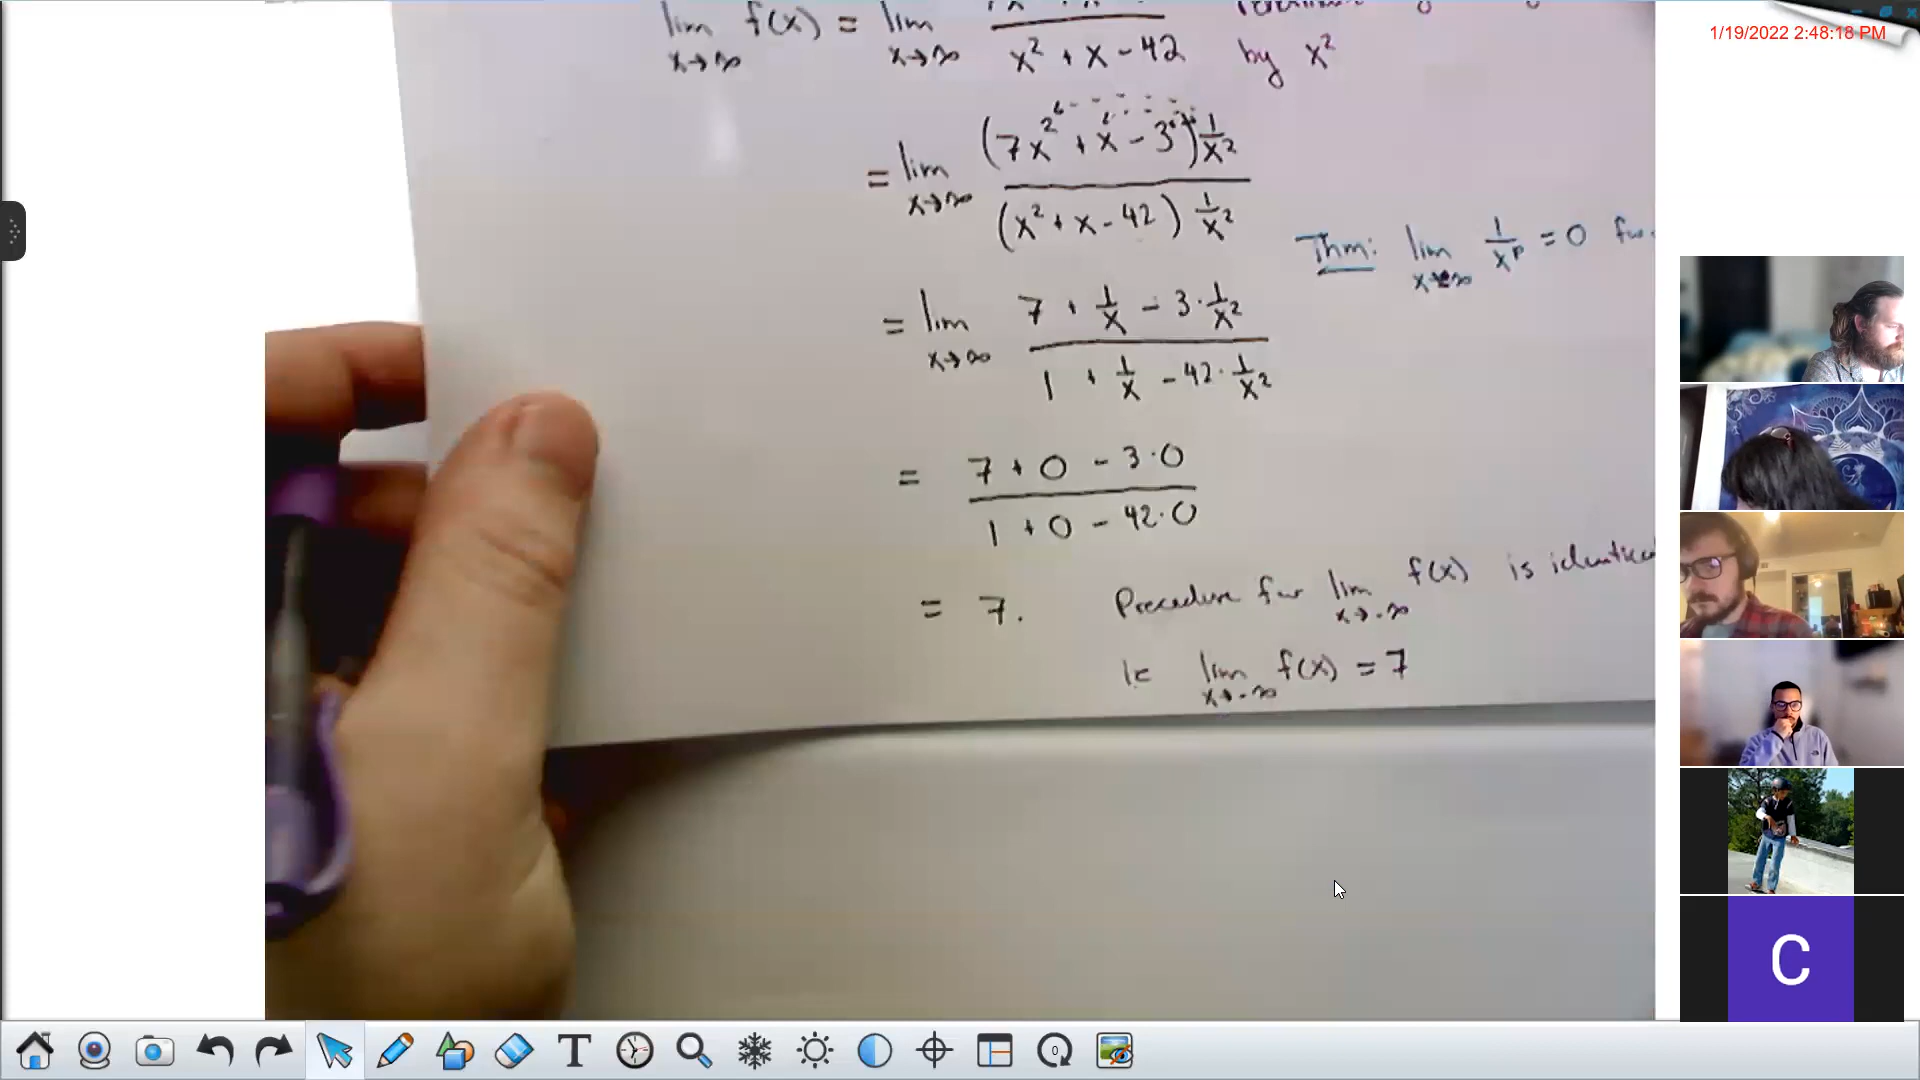 1/19/2022 2:48:18 PM
lim f(x) = lim
x→∞ x→∞ x² + x - 42 by x²
= lim (7x² + x - 3) 1/x²
x→∞ (x² + x - 42) 1/x²
Thm: lim 1/xᵖ = 0
= lim 7 + 1/x - 3·1/x²
x→∞ 1 + 1/x - 42·1/x²
= 7 + 0 - 3·0
1 + 0 - 42·0
= 7.
Procedure for lim f(x) is
x→-∞
ie lim f(x) = 7
x→-∞
C
T
0